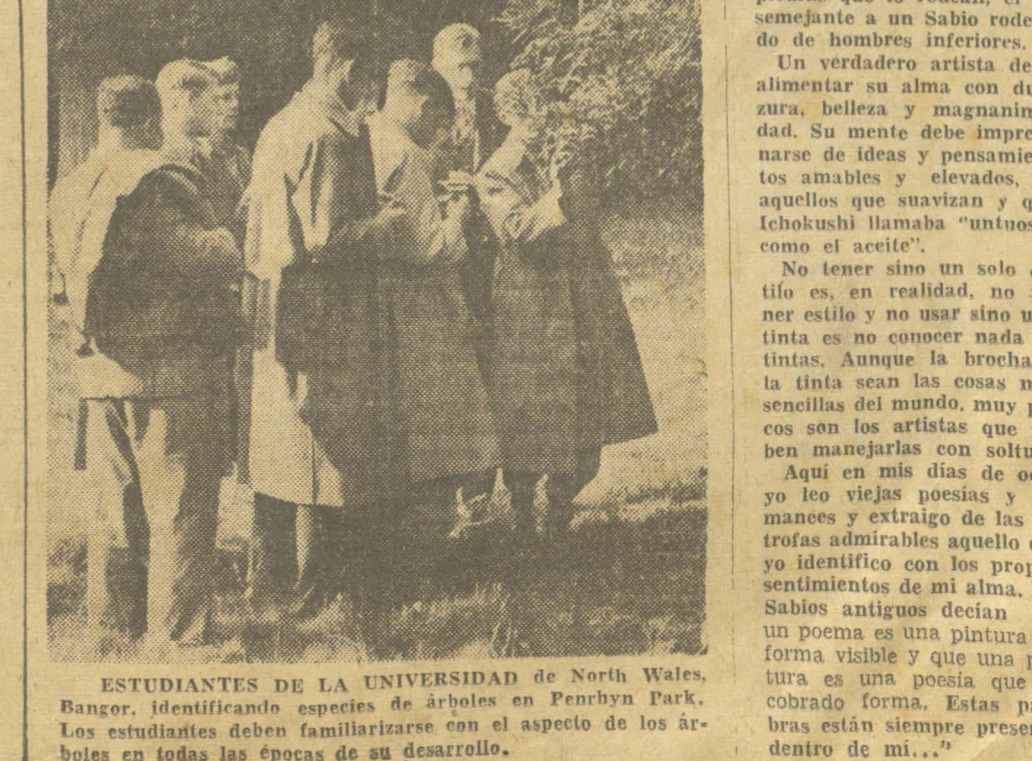 ESTUDIANTES DE LA UNIVERSIDAD de North Wales,
Bangor, identificando especies de árboles en Penrhyn Park.
Los estudiantes deben familiarizarse con el aspecto de los ár-
boles en todas las épocas de su desarrollo.
semejante a un Sabio rode
do de hombres inferiores.
Un verdadero artista de
alimentar su alma con du
zura, belleza y magnanim
dad. Su mente debe impre
narse de ideas y pensamie
tos amables y elevados,
aquellos que suavizan y q
Ichokushi llamaba "untuos
como el aceite".
No tener sino un solo
tilo es, en realidad, no
ner estilo y no usar sino u
tinta es no conocer nada
tintas. Aunque la brocha
la tinta sean las cosas m
sencillas del mundo, muy p
cos son los artistas que
ben manejarlas con soltu
Aquí en mis días de oc
yo leo viejas poesías y
mances y extraigo de las
trofas admirables aquello
yo identifico con los prop
sentimientos de mi alma.
Sabios antiguos decían
un poema es una pintura
forma visible y que una p
tura es una poesía que
cobrado forma. Estas pa
bras están siempre presen
dentro de mí..."